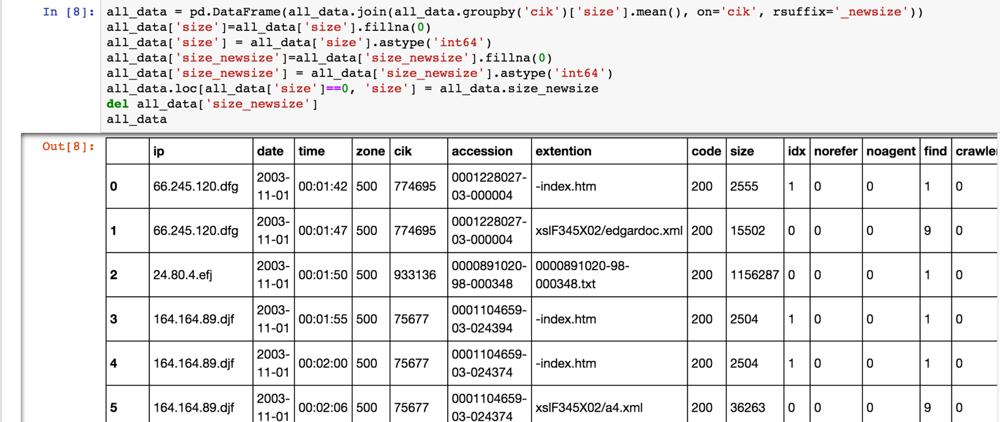 In [8]: all_data = pd.DataFrame(all_data.join(all_data.groupby('cik')['size'].mean(), on='cik', rsuffix='_newsize'))
all_data['size']=all_data['size'].fillna(0)
all_data['size'] = all_data['size'].astype('int64')
all_data['size_newsize']=all_data['size_newsize'].fillna(0)
all_data['size_newsize'] = all_data['size_newsize'].astype('int64')
all_data.loc[all_data['size']==0, 'size'] = all_data.size_newsize
del all_data['size_newsize']
all_data
Out[8]:
ip date time zone cik accession extention code size idx norefer noagent find crawler
0 66.245.120.dfg 2003-11-01 00:01:42 500 774695 0001228027-03-000004 -index.htm 200 2555 1 0 0 1 0
1 66.245.120.dfg 2003-11-01 00:01:47 500 774695 0001228027-03-000004 xslF345X02/edgardoc.xml 200 15502 0 0 0 9 0
2 24.80.4.efj 2003-11-01 00:01:50 500 933136 0000891020-98-000348 0000891020-98-000348.txt 200 1156287 0 0 0 1 0
3 164.164.89.djf 2003-11-01 00:01:55 500 75677 0001104659-03-024394 -index.htm 200 2504 1 0 0 1 0
4 164.164.89.djf 2003-11-01 00:02:00 500 75677 0001104659-03-024374 -index.htm 200 2504 1 0 0 1 0
5 164.164.89.djf 2003-11-01 00:02:06 500 75677 0001104659-03-024374 xslF345X02/a4.xml 200 36263 0 0 0 9 0